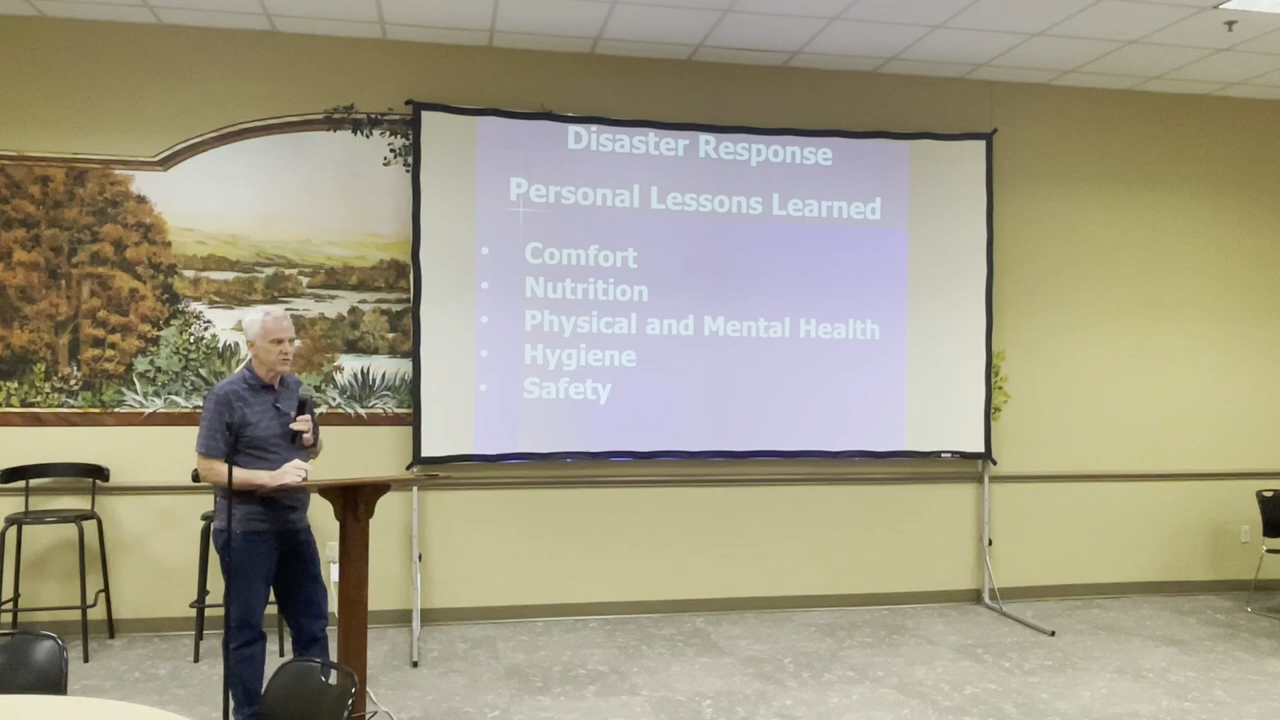 Disaster Response
Personal Lessons Learned
• Comfort
• Nutrition
• Physical and Mental Health
• Hygiene
• Safety